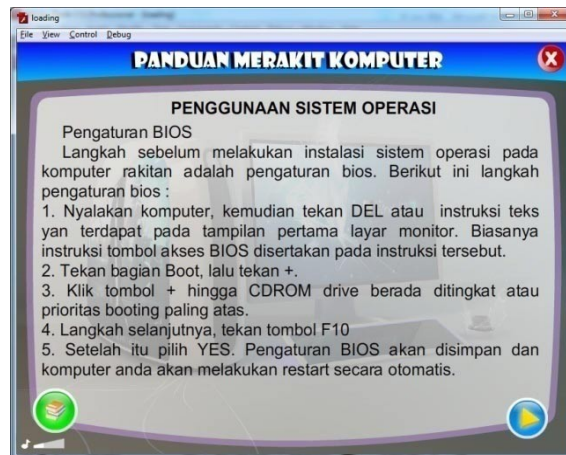 loading
File View Control Debug
PANDUAN MERAKIT KOMPUTER
PENGGUNAAN SISTEM OPERASI
Pengaturan BIOS
Langkah sebelum melakukan instalasi sistem operasi pada
komputer rakitan adalah pengaturan bios. Berikut ini langkah
pengaturan bios :
1. Nyalakan komputer, kemudian tekan DEL atau instruksi teks
yan terdapat pada tampilan pertama layar monitor. Biasanya
instruksi tombol akses BIOS disertakan pada instruksi tersebut.
2. Tekan bagian Boot, lalu tekan +.
3. Klik tombol + hingga CDROM drive berada ditingkat atau
prioritas booting paling atas.
4. Langkah selanjutnya, tekan tombol F10
5. Setelah itu pilih YES. Pengaturan BIOS akan disimpan dan
komputer anda akan melakukan restart secara otomatis.